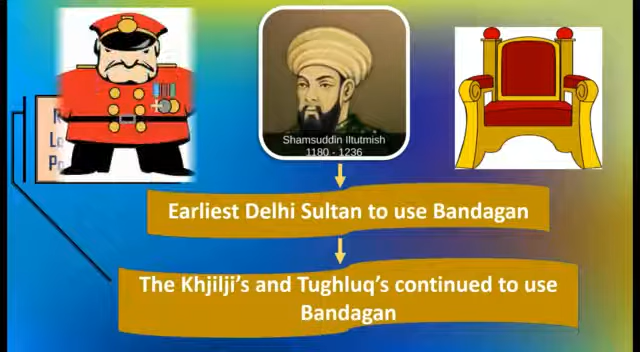 Shamsuddin Iltutmish
1180 - 1236
Earliest Delhi Sultan to use Bandagan
The Khjilji's and Tughluq's continued to use
Bandagan